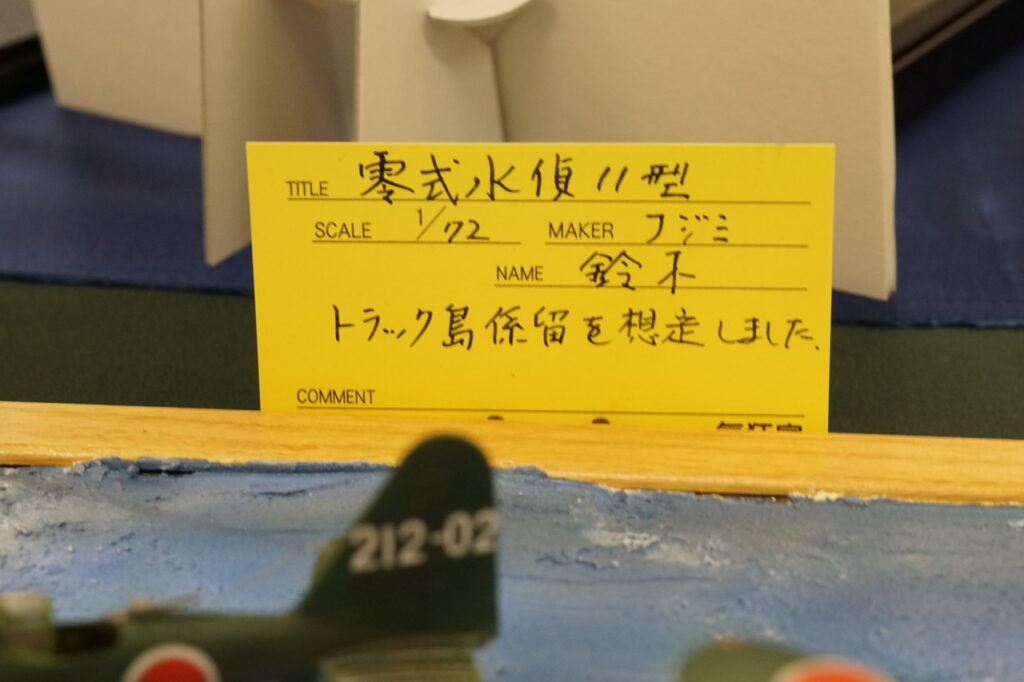 TITLE 零式水偵11型
SCALE 1/72 MAKER フジミ
NAME 鈴木
トラック島係留を想定しました.
COMMENT
212-02